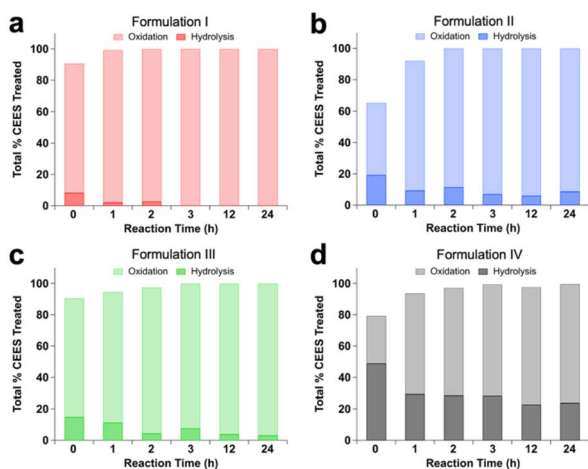 a
Formulation I
Oxidation Hydrolysis
Total % CEES Treated
100
80
60
40
20
0
0 1 2 3 12 24
Reaction Time (h)
b
Formulation II
Oxidation Hydrolysis
Total % CEES Treated
100
80
60
40
20
0
0 1 2 3 12 24
Reaction Time (h)
c
Formulation III
Oxidation Hydrolysis
Total % CEES Treated
100
80
60
40
20
0
0 1 2 3 12 24
Reaction Time (h)
d
Formulation IV
Oxidation Hydrolysis
Total % CEES Treated
100
80
60
40
20
0
0 1 2 3 12 24
Reaction Time (h)